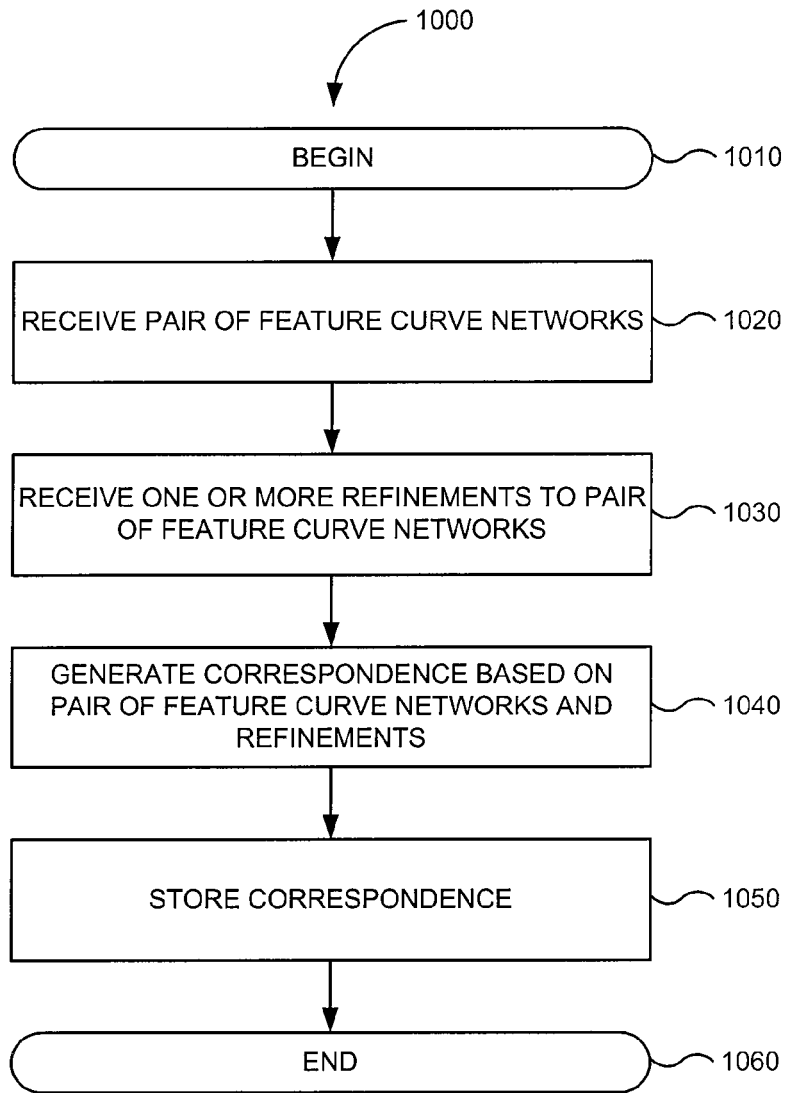 1000
BEGIN
1010
RECEIVE PAIR OF FEATURE CURVE NETWORKS
1020
RECEIVE ONE OR MORE REFINEMENTS TO PAIR
OF FEATURE CURVE NETWORKS
1030
GENERATE CORRESPONDENCE BASED ON
PAIR OF FEATURE CURVE NETWORKS AND
REFINEMENTS
1040
STORE CORRESPONDENCE
1050
END
1060